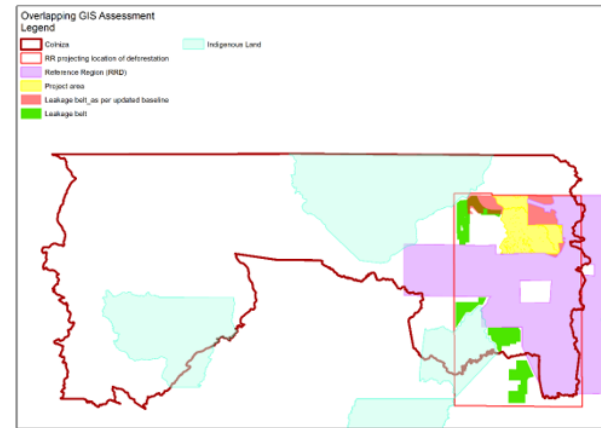 Overlapping GIS Assessment
Legend
Colniza
Indigenous Land
RR projecting location of deforestation
Reference Region (RRD)
Project area
Leakage belt_as per updated baseline
Leakage belt